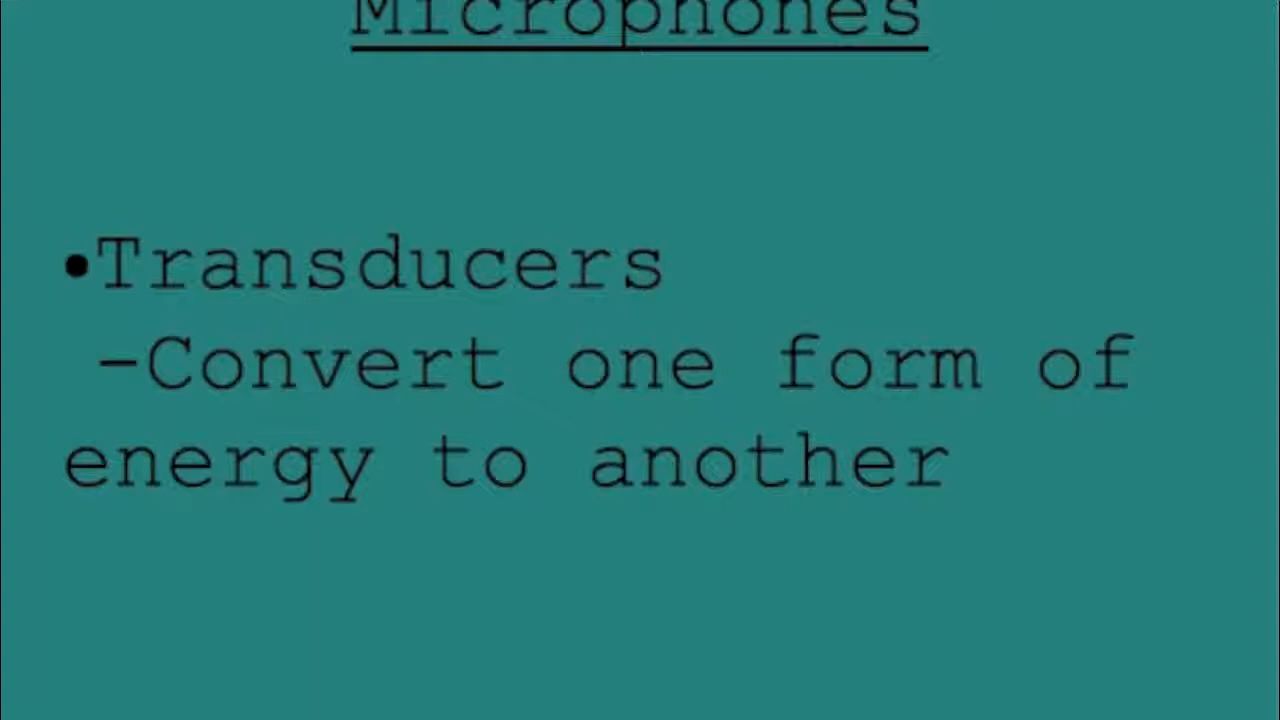 Microphones
•Transducers
-Convert one form of
energy to another